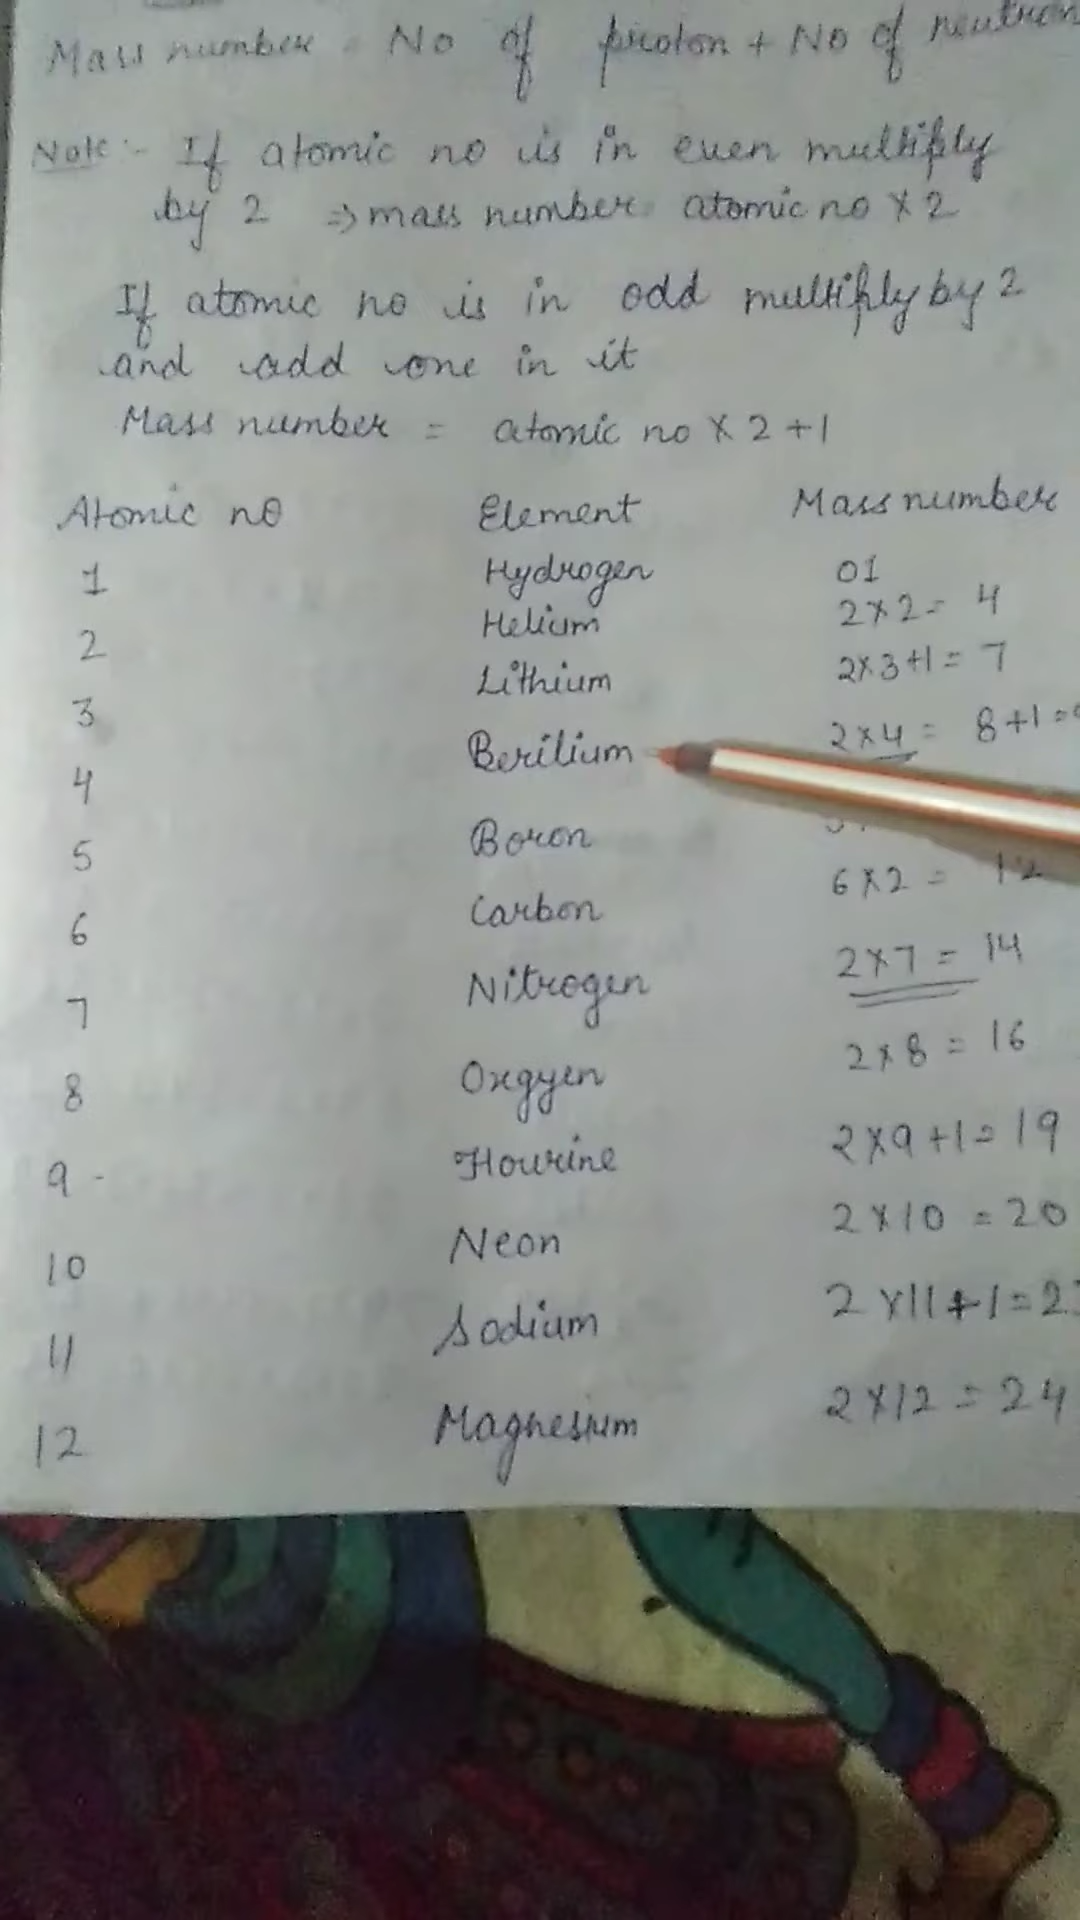 Mass number = No of proton + No of neutron
Note :- If atomic no is in even multiply
by 2 ⇒ mass number = atomic no × 2
If atomic no is in odd multiply by 2
and add one in it
Mass number = atomic no × 2 + 1
Atomic no Element Mass number
1 Hydrogen 01
2 Helium 2×2 = 4
3 Lithium 2×3+1 = 7
4 Berilium 2×4 = 8+1=
5 Boron
6 Carbon 6×2 = 12
7 Nitrogen 2×7 = 14
8 Oxgyen 2×8 = 16
9 - Flourine 2×9+1 = 19
10 Neon 2×10 = 20
11 Sodium 2×11+1=2
12 Magnesium 2×12 = 24